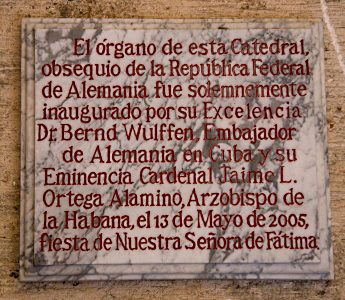 El órgano de esta Catedral,
obsequio de la República Federal
de Alemania fue solemnemente
inaugurado por su Excelencia
Dr. Bernd Wulffen, Embajador
de Alemania en Cuba y su
Eminencia Cardenal Jaime L.
Ortega Alamino, Arzobispo de
la Habana, el 13 de Mayo de 2005,
fiesta de Nuestra Señora de Fátima.